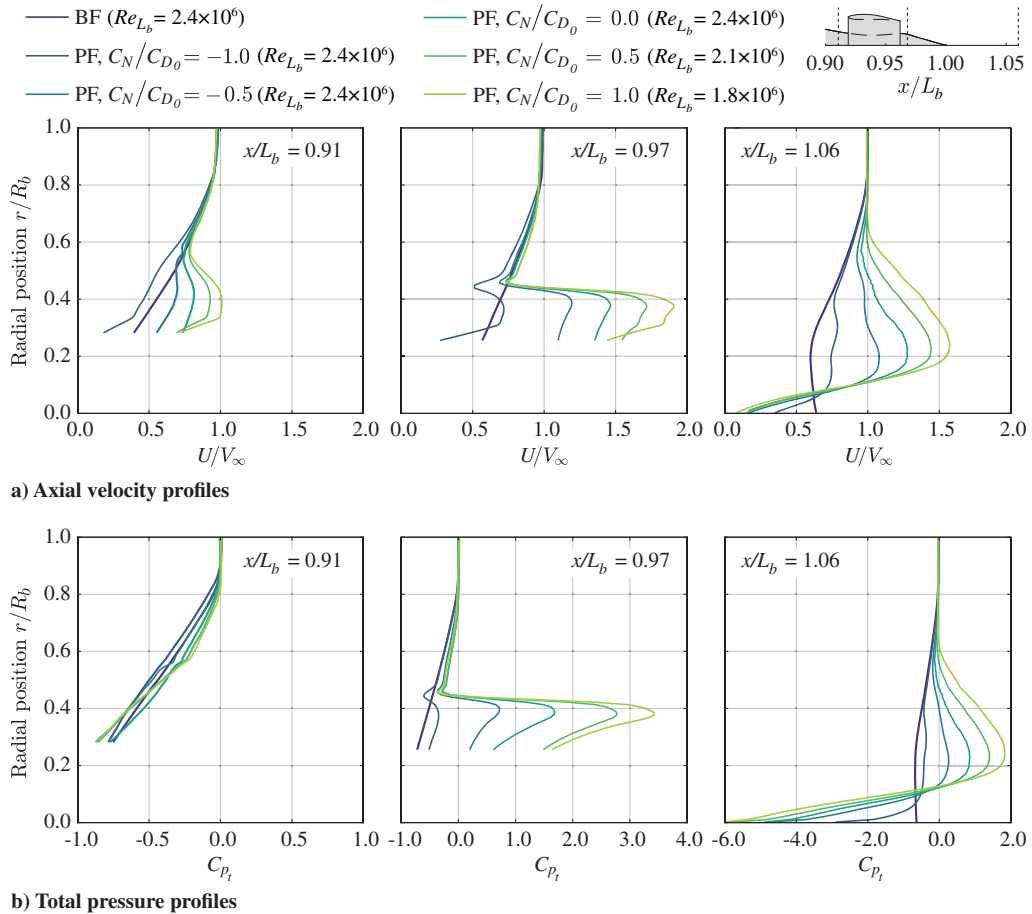 BF (Re_{L_b} = 2.4×10⁶)
PF, C_N/C_{D_0} = −1.0 (Re_{L_b} = 2.4×10⁶)
PF, C_N/C_{D_0} = −0.5 (Re_{L_b} = 2.4×10⁶)
PF, C_N/C_{D_0} = 0.0 (Re_{L_b} = 2.4×10⁶)
PF, C_N/C_{D_0} = 0.5 (Re_{L_b} = 2.1×10⁶)
PF, C_N/C_{D_0} = 1.0 (Re_{L_b} = 1.8×10⁶)
0.90 0.95 1.00 1.05
x/L_b
Radial position r/R_b
1.0
0.8
0.6
0.4
0.2
0.0
x/L_b = 0.91
0.0 0.5 1.0 1.5 2.0
U/V_∞
x/L_b = 0.97
0.0 0.5 1.0 1.5 2.0
U/V_∞
x/L_b = 1.06
0.0 0.5 1.0 1.5 2.0
U/V_∞
a) Axial velocity profiles
Radial position r/R_b
1.0
0.8
0.6
0.4
0.2
0.0
x/L_b = 0.91
-1.0 -0.5 0.0 0.5 1.0
C_{p_t}
x/L_b = 0.97
-1.0 0.0 1.0 2.0 3.0 4.0
C_{p_t}
x/L_b = 1.06
-6.0 -4.0 -2.0 0.0 2.0
C_{p_t}
b) Total pressure profiles